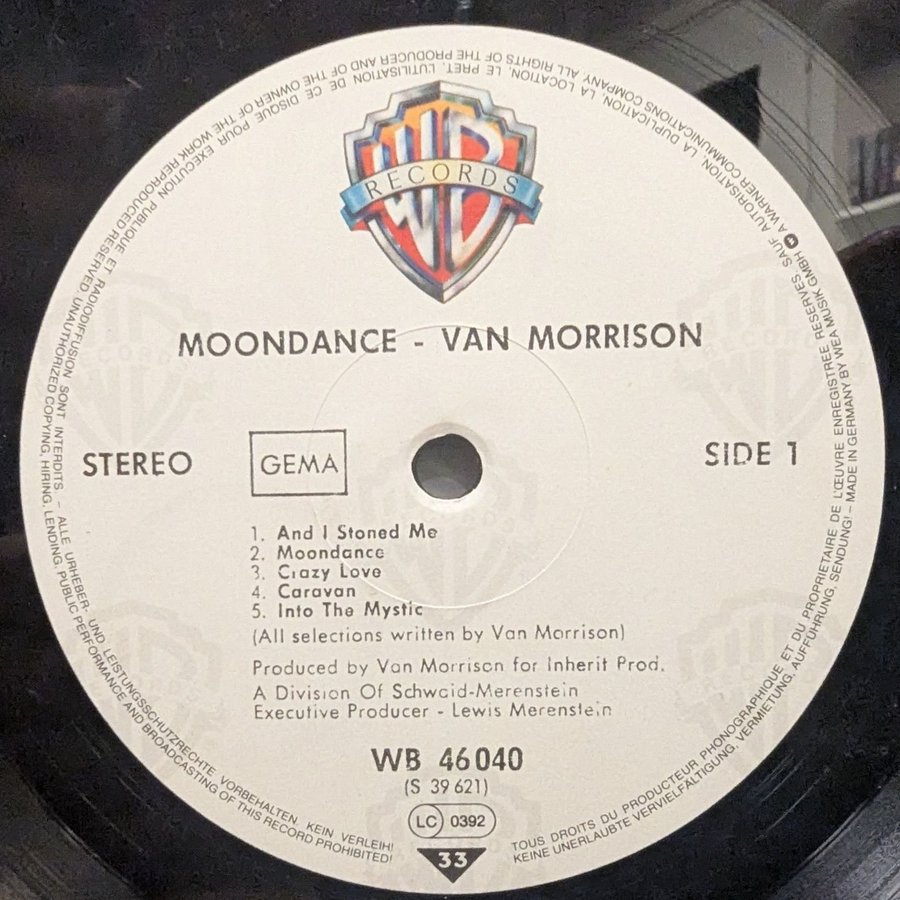 WB
RECORDS
MOONDANCE - VAN MORRISON
STEREO
GEMA
SIDE 1
1. And I Stoned Me
2. Moondance
3. Crazy Love
4. Caravan
5. Into The Mystic
(All selections written by Van Morrison)
Produced by Van Morrison for Inherit Prod.
A Division Of Schwaid-Merenstein
Executive Producer - Lewis Merenstein
WB 46 040
(S 39 621)
LC 0392
33
TOUS DROITS DU PRODUCTEUR PHONOGRAPHIQUE ET DU PROPRIETAIRE DE L'ŒUVRE ENREGISTREE, RESERVES. SAUF AUTORISATION, LA DUPLICATION, LA LOCATION, LE PRET, L'UTILISATION DE CE DISQUE POUR EXECUTION PUBLIQUE ET RADIODIFFUSION SONT INTERDITS. – ALLE URHEBER- UND LEISTUNGSSCHUTZRECHTE VORBEHALTEN. KEIN VERLEIH!
KEINE UNERLAUBTE VERVIELFÄLTIGUNG, VERMIETUNG, AUFFÜHRUNG, SENDUNG! – MADE IN GERMANY BY WEA MUSIK GMBH A WARNER COMMUNICATIONS COMPANY. ALL RIGHTS OF THE PRODUCER AND OF THE OWNER OF THE WORK REPRODUCED RESERVED. UNAUTHORIZED COPYING, HIRING, LENDING, PUBLIC PERFORMANCE AND BROADCASTING OF THIS RECORD PROHIBITED!